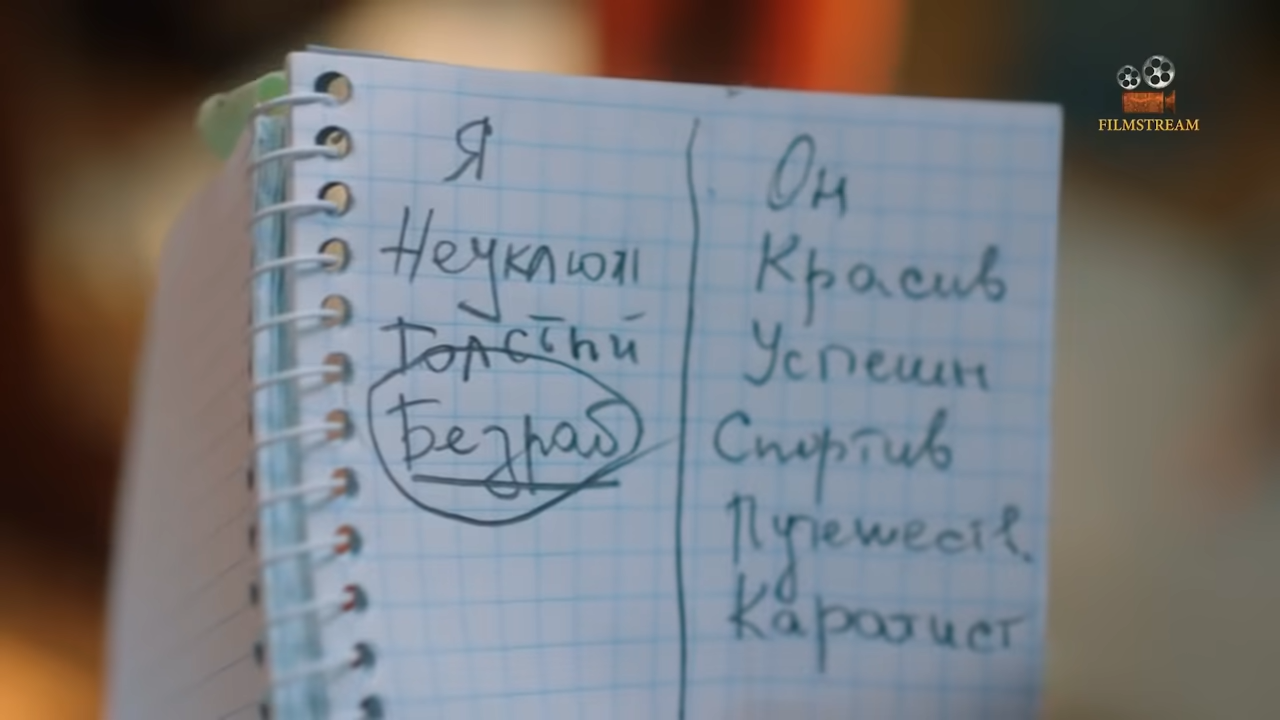 Я
Неуклюж
Толстый
Безраб
Он
Красив
Успешн
Спортив
Путешеств.
Каратист
FILMSTREAM